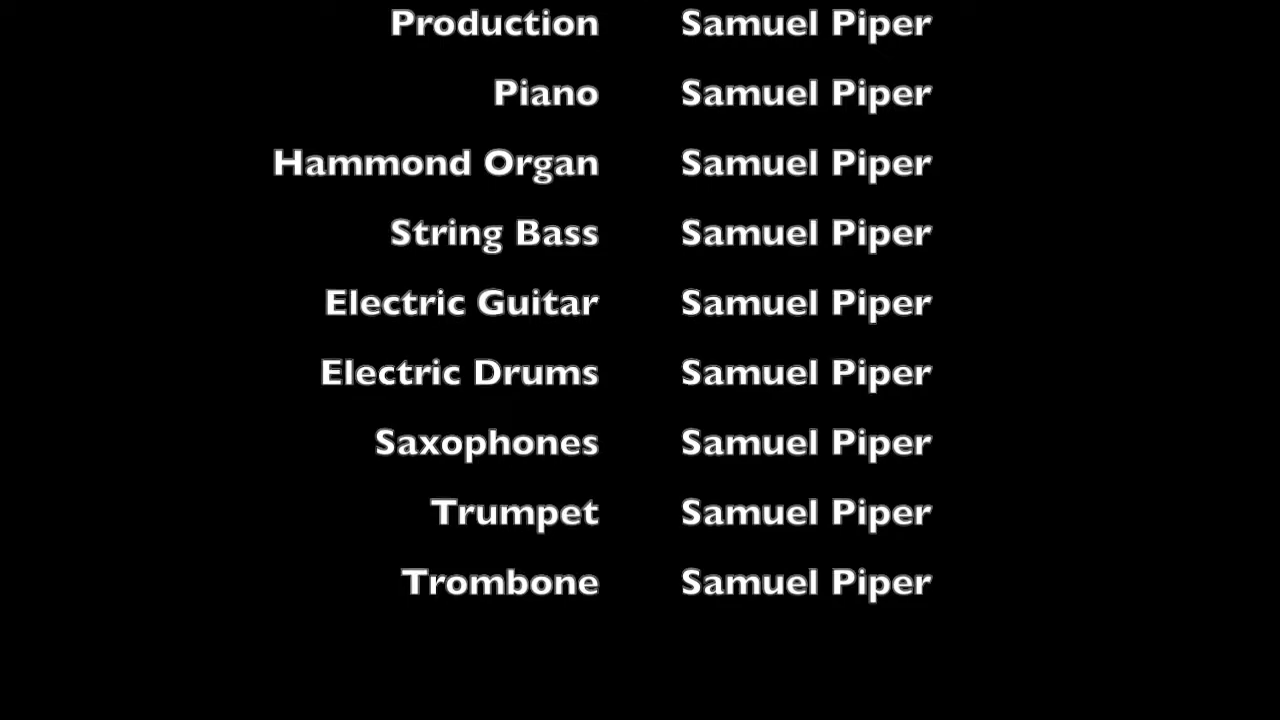 Production Samuel Piper
Piano Samuel Piper
Hammond Organ Samuel Piper
String Bass Samuel Piper
Electric Guitar Samuel Piper
Electric Drums Samuel Piper
Saxophones Samuel Piper
Trumpet Samuel Piper
Trombone Samuel Piper